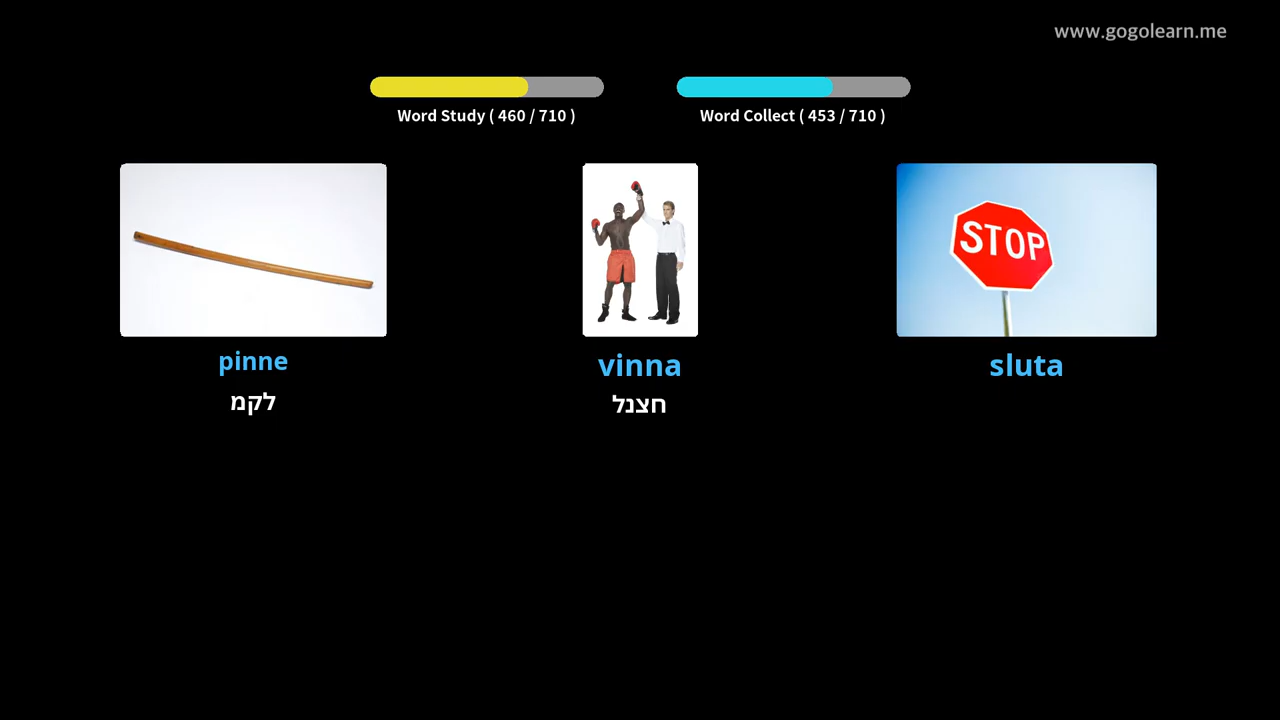 www.gogolearn.me
Word Study ( 460 / 710 )
Word Collect ( 453 / 710 )
STOP
pinne
vinna
sluta
לקמ
חצנל